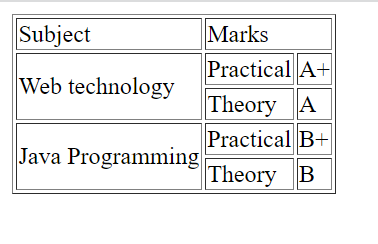 Subject Marks
Web technology Practical A+
Theory A
Java Programming Practical B+
Theory B